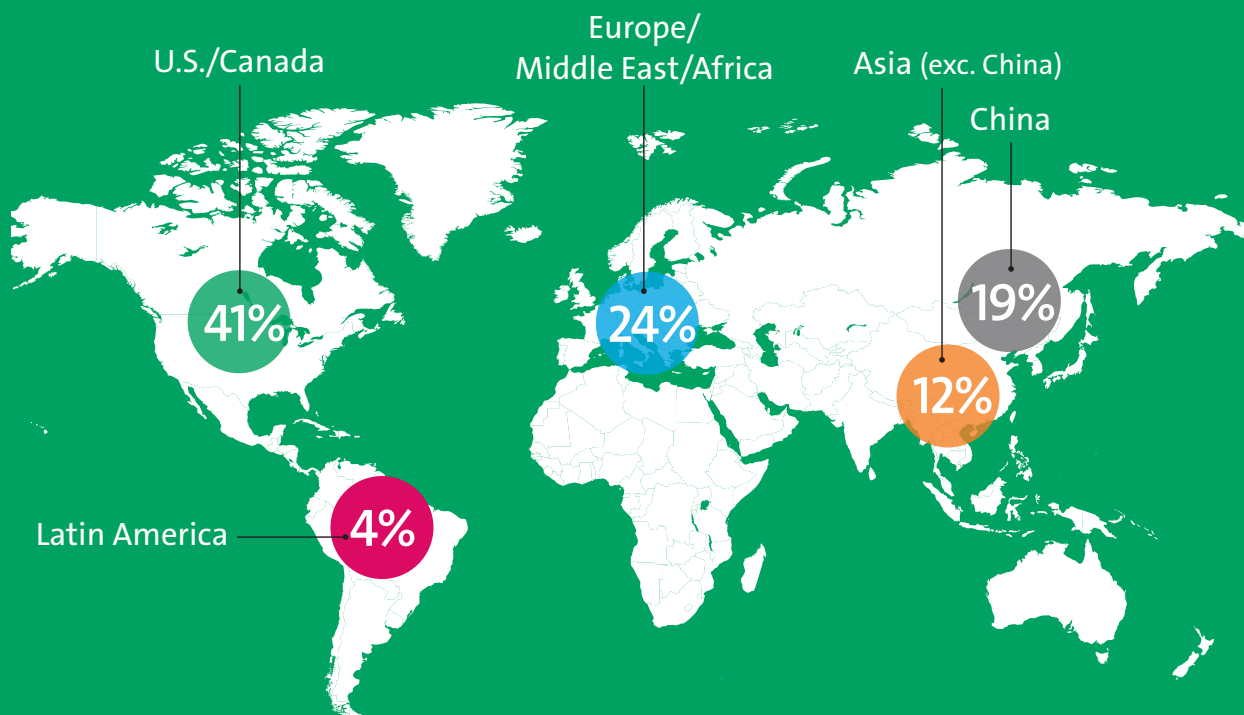 U.S./Canada
41%
Europe/
Middle East/Africa
24%
Asia (exc. China)
12%
China
19%
Latin America
4%